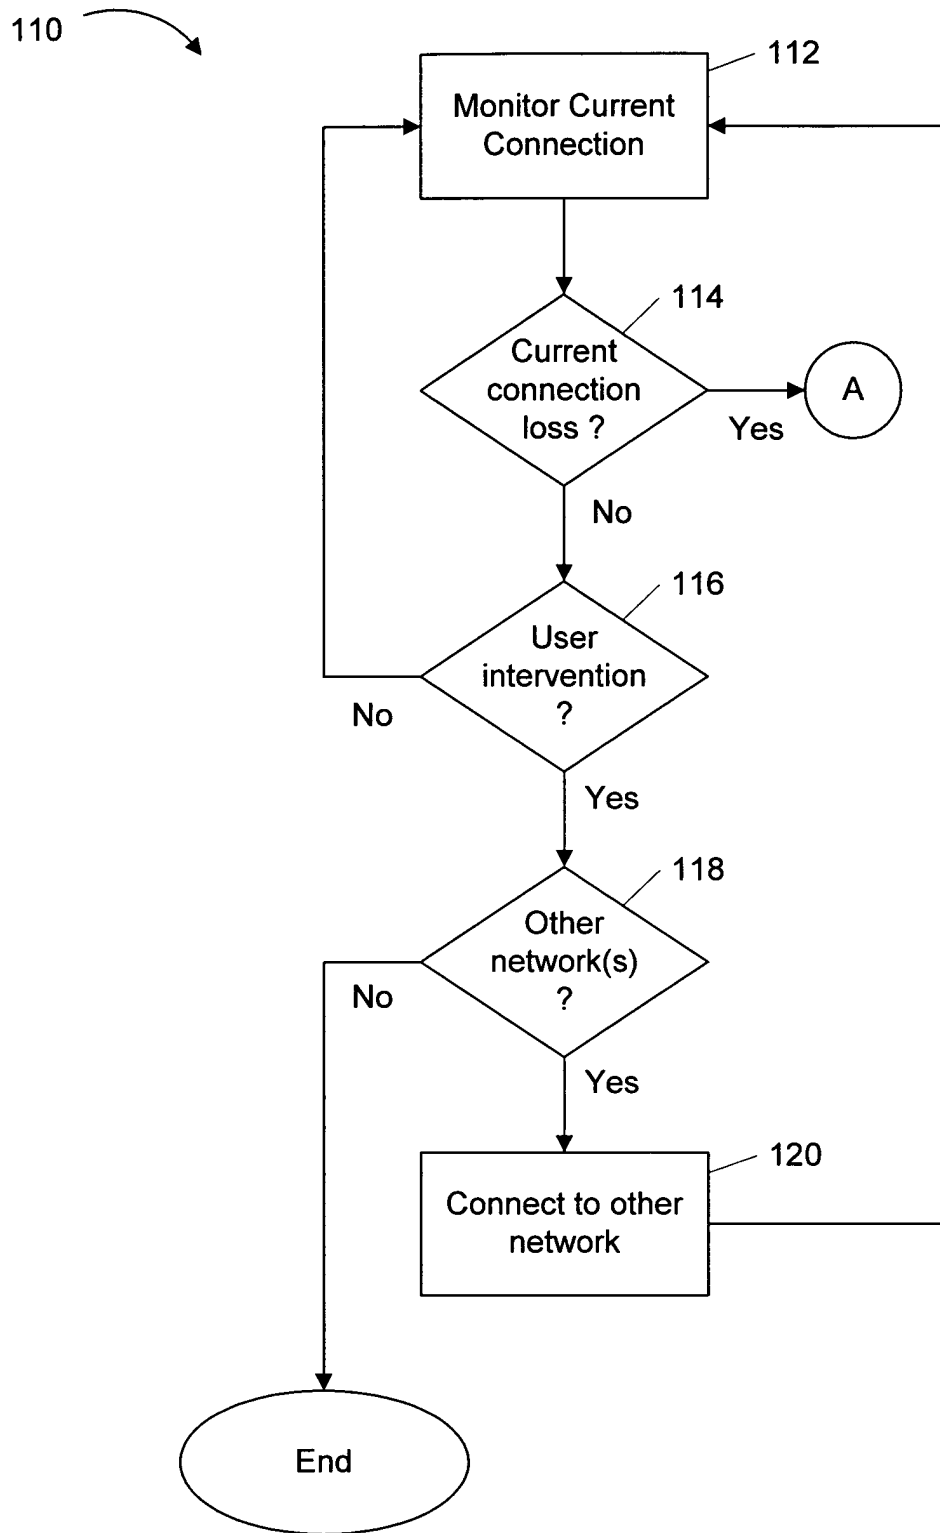 110
112
Monitor Current
Connection
114
Current
connection
loss ?
A
Yes
No
116
User
intervention
?
No
Yes
118
Other
network(s)
?
No
Yes
120
Connect to other
network
End